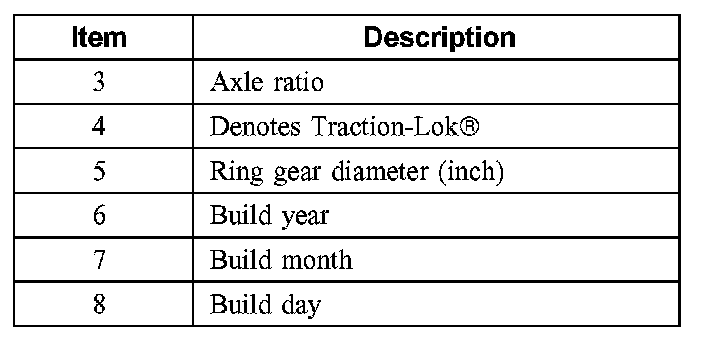 Item Description
3 Axle ratio
4 Denotes Traction-Lok®
5 Ring gear diameter (inch)
6 Build year
7 Build month
8 Build day